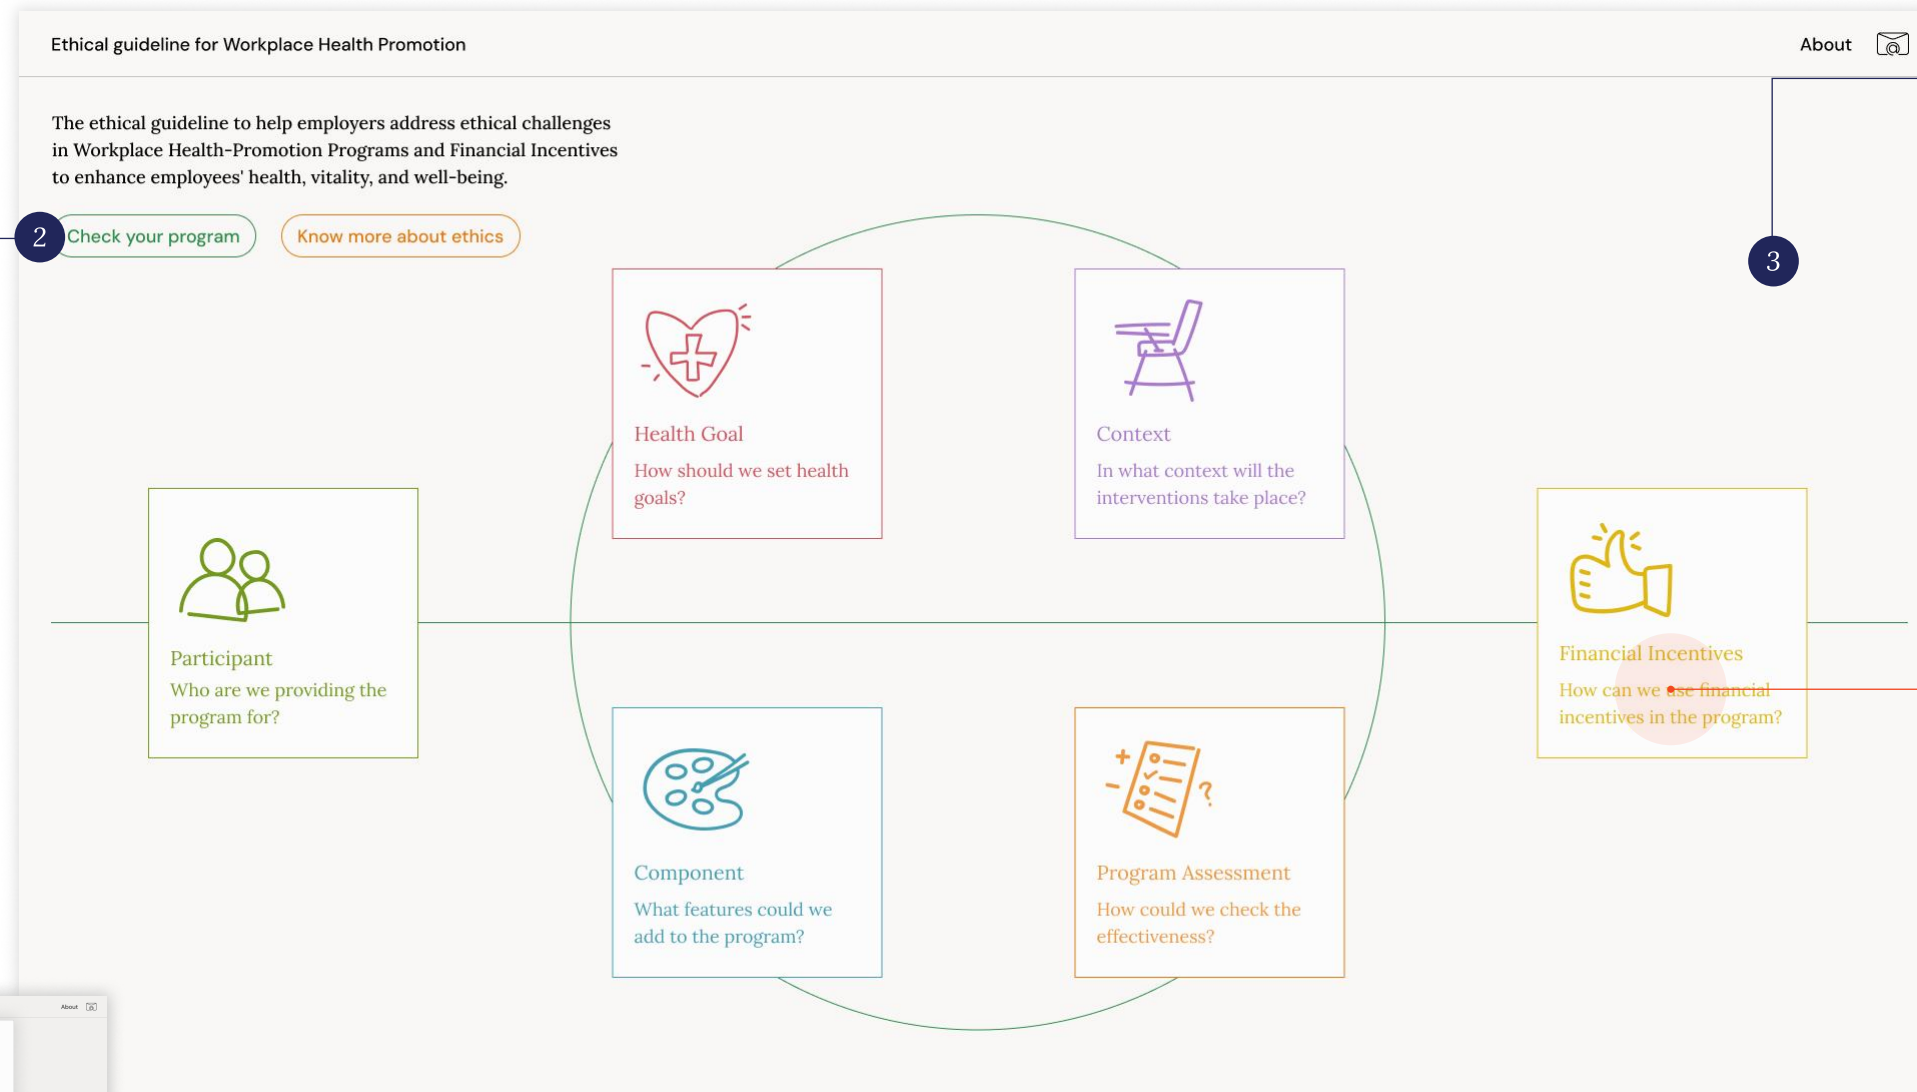 Ethical guideline for Workplace Health Promotion
About
The ethical guideline to help employers address ethical challenges
in Workplace Health-Promotion Programs and Financial Incentives
to enhance employees' health, vitality, and well-being.
2
Check your program
Know more about ethics
3
Health Goal
How should we set health
goals?
Context
In what context will the
interventions take place?
Participant
Who are we providing the
program for?
Financial Incentives
How can we use financial
incentives in the program?
Component
What features could we
add to the program?
Program Assessment
How could we check the
effectiveness?
About